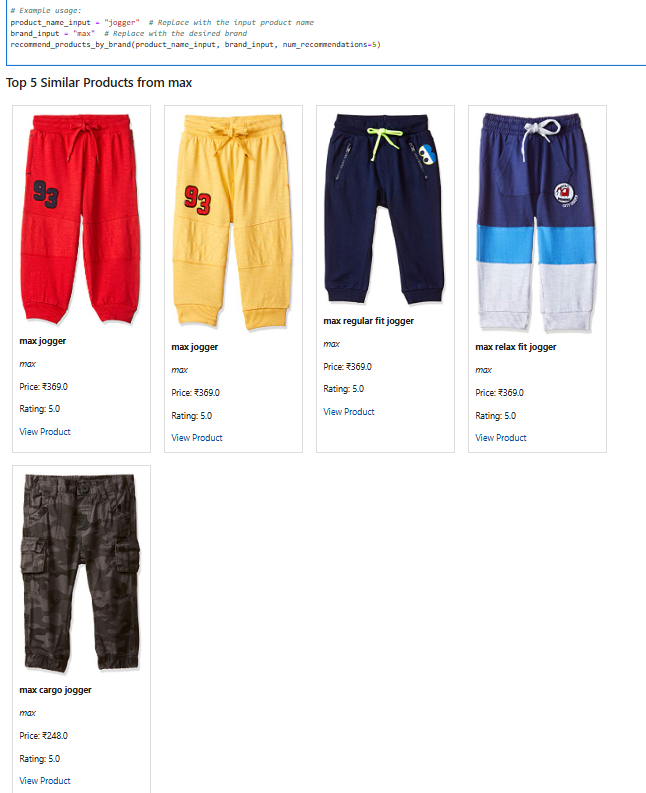 # Example usage:
product_name_input = "jogger"  # Replace with the input product name
brand_input = "max"  # Replace with the desired brand
recommend_products_by_brand(product_name_input, brand_input, num_recommendations=5)
Top 5 Similar Products from max
93
max jogger
max
Price: ₹369.0
Rating: 5.0
View Product
93
max jogger
max
Price: ₹369.0
Rating: 5.0
View Product
max regular fit jogger
max
Price: ₹369.0
Rating: 5.0
View Product
max relax fit jogger
max
Price: ₹369.0
Rating: 5.0
View Product
max cargo jogger
max
Price: ₹248.0
Rating: 5.0
View Product